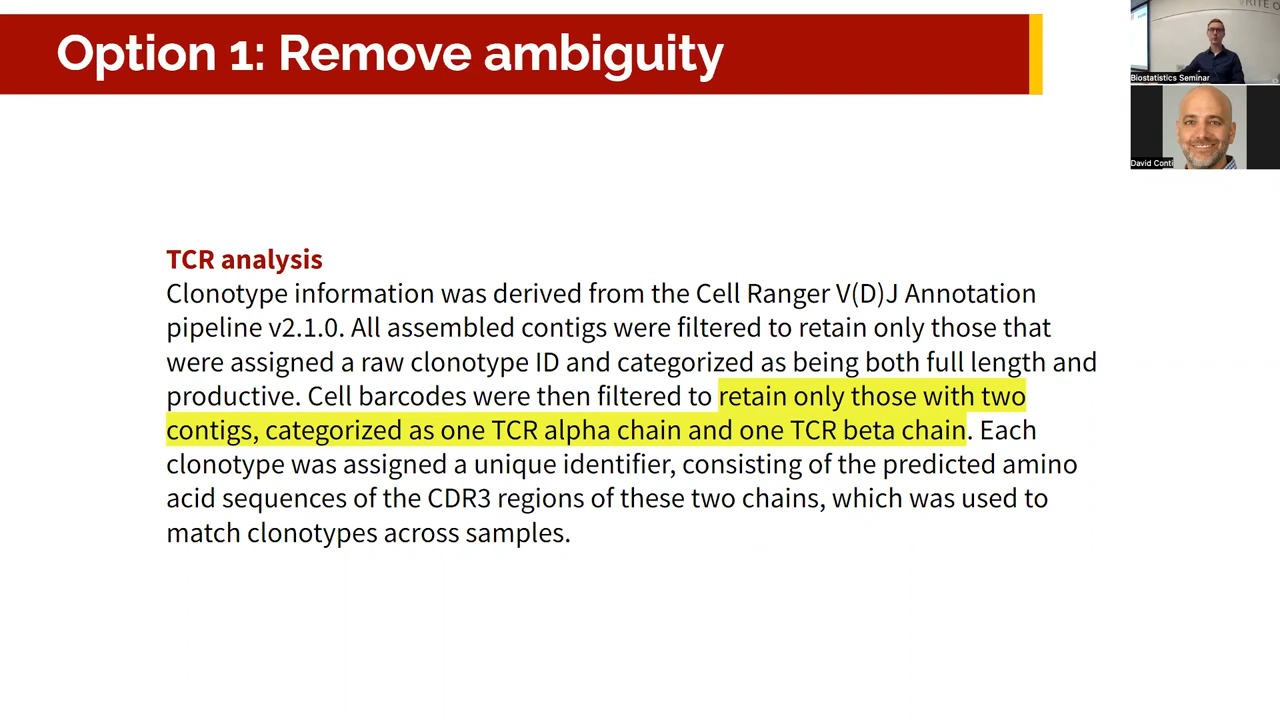 Option 1: Remove ambiguity
RITE O
Biostatistics Seminar
David Conti
TCR analysis
Clonotype information was derived from the Cell Ranger V(D)J Annotation
pipeline v2.1.0. All assembled contigs were filtered to retain only those that
were assigned a raw clonotype ID and categorized as being both full length and
productive. Cell barcodes were then filtered to retain only those with two
contigs, categorized as one TCR alpha chain and one TCR beta chain. Each
clonotype was assigned a unique identifier, consisting of the predicted amino
acid sequences of the CDR3 regions of these two chains, which was used to
match clonotypes across samples.